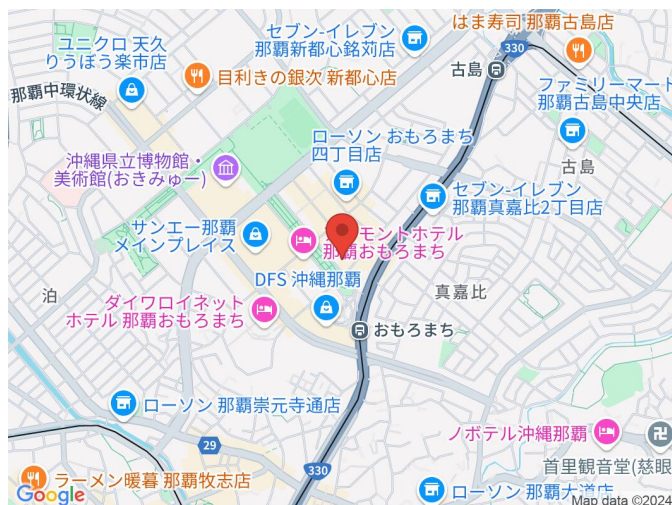 はま寿司 那覇古島店
セブン-イレブン
那覇新都心銘苅店
330
ユニクロ 天久
りうぼう楽市店
目利きの銀次 新都心店
古島
ファミリーマート
那覇古島中央店
那覇中環状線
ローソン おもろまち
四丁目店
古島
沖縄県立博物館・
美術館(おきみゅー)
セブン-イレブン
那覇真嘉比2丁目店
サンエー那覇
メインプレイス
モントホテル
那覇おもろまち
DFS 沖縄那覇
真嘉比
泊
ダイワロイネット
ホテル 那覇おもろまち
おもろまち
ローソン 那覇崇元寺通店
ノボテル沖縄那覇
29
首里観音堂(慈眼
330
ラーメン暖暮 那覇牧志店
ローソン 那覇大道店
Google
Map data ©2024